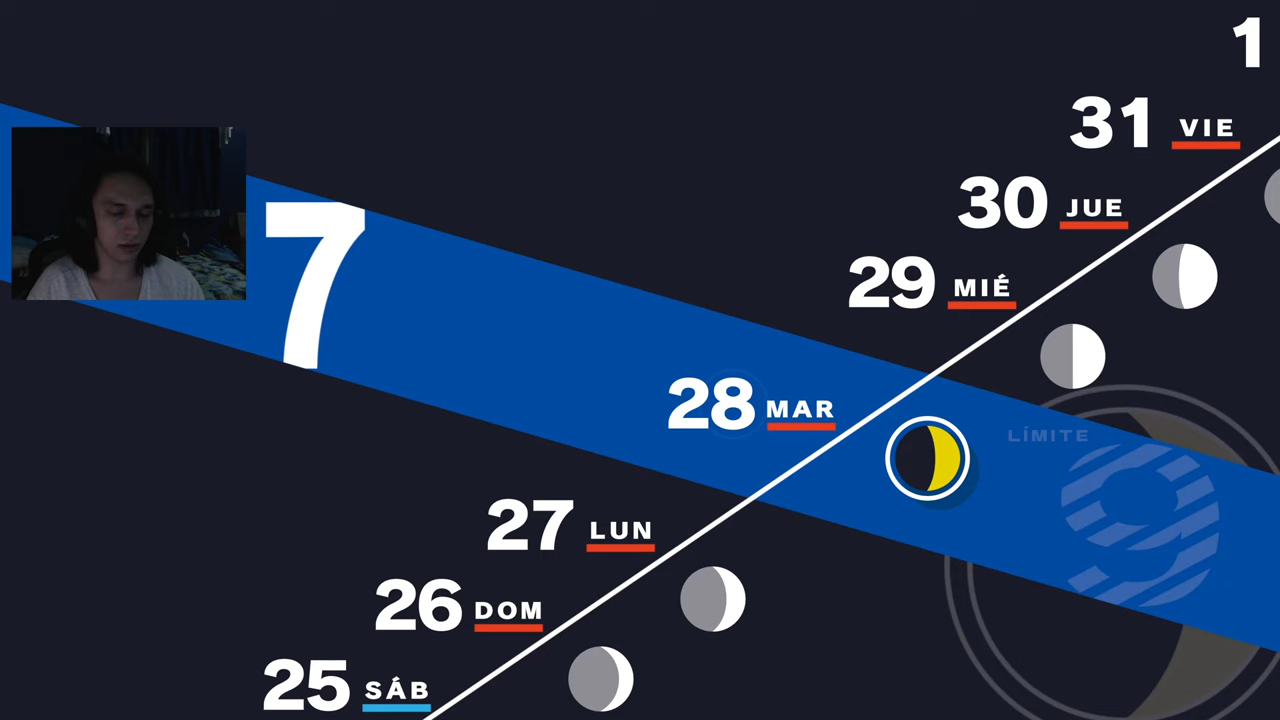 1
31 VIE
30 JUE
29 MIÉ
7
28 MAR
LÍMITE
9
27 LUN
26 DOM
25 SÁB